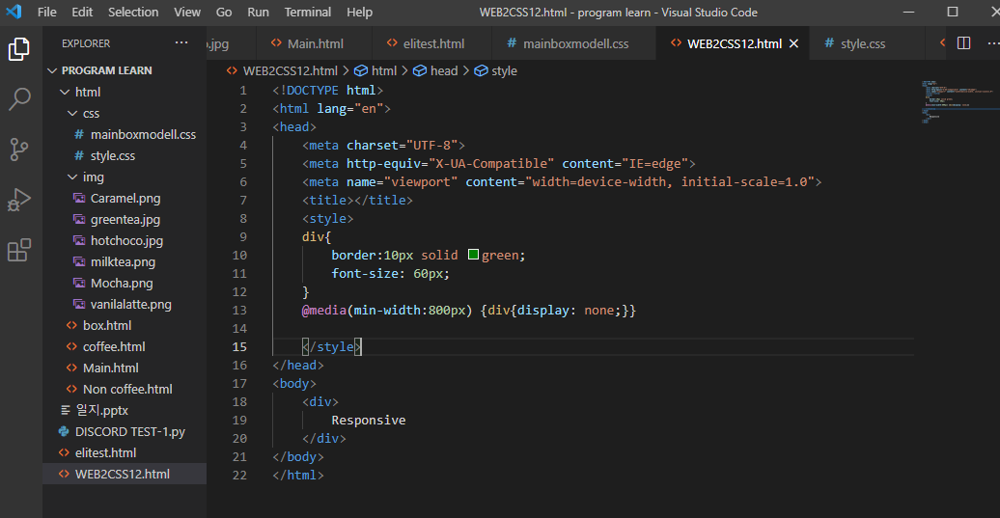 File Edit Selection View Go Run Terminal Help WEB2CSS12.html - program learn - Visual Studio Code
EXPLORER ...
.jpg Main.html elitest.html # mainboxmodell.css WEB2CSS12.html # style.css
PROGRAM LEARN
html
css
# mainboxmodell.css
# style.css
img
Caramel.png
greentea.jpg
hotchoco.jpg
milktea.png
Mocha.png
vanilalatte.png
box.html
coffee.html
Main.html
Non coffee.html
일지.pptx
DISCORD TEST-1.py
elitest.html
WEB2CSS12.html
WEB2CSS12.html > html > head > style
1 <!DOCTYPE html>
2 <html lang="en">
3 <head>
4 <meta charset="UTF-8">
5 <meta http-equiv="X-UA-Compatible" content="IE=edge">
6 <meta name="viewport" content="width=device-width, initial-scale=1.0">
7 <title></title>
8 <style>
9 div{
10 border:10px solid green;
11 font-size: 60px;
12 }
13 @media(min-width:800px) {div{display: none;}}
14
15 </style>
16 </head>
17 <body>
18 <div>
19 Responsive
20 </div>
21 </body>
22 </html>